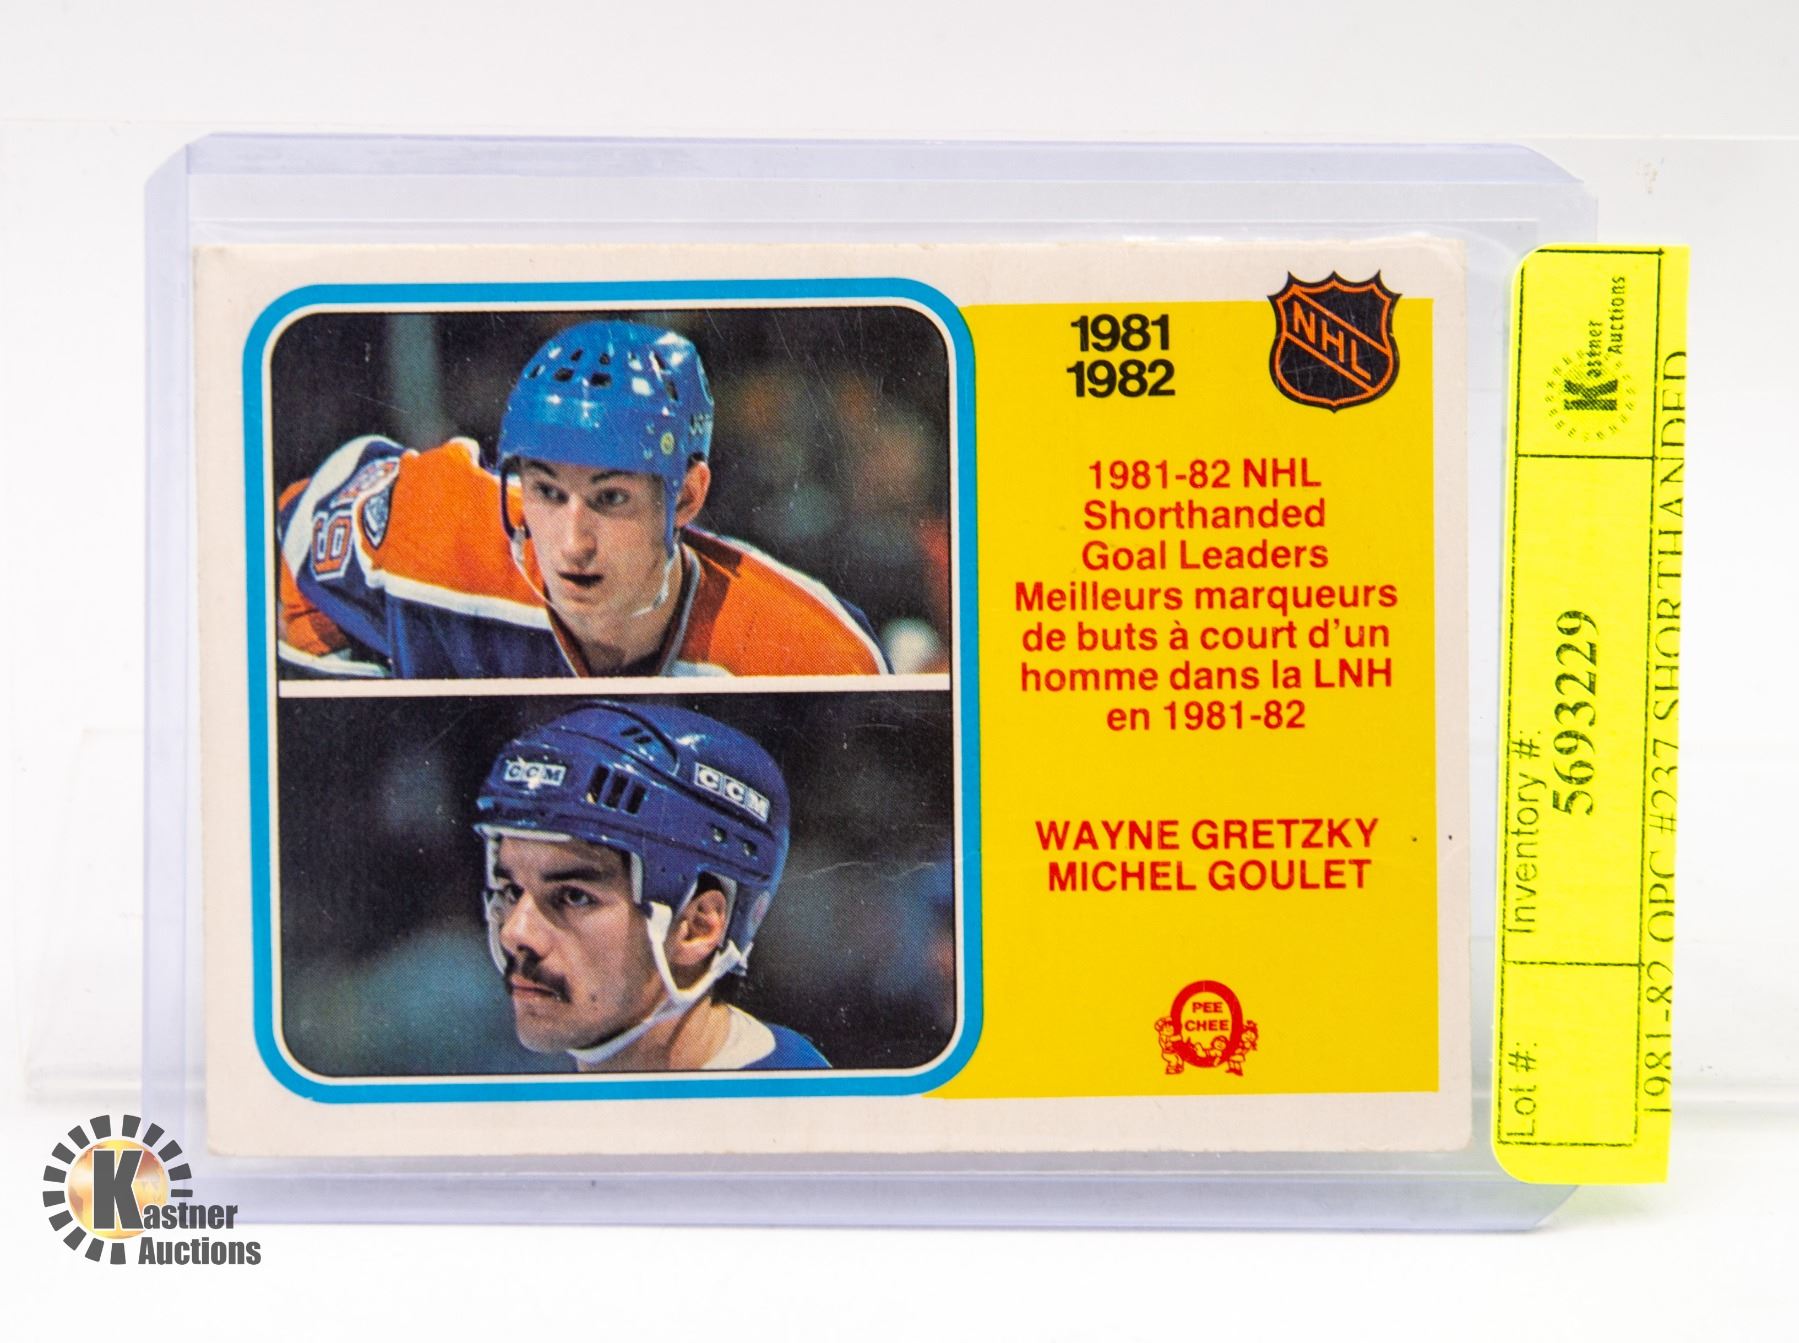 1981
1982
NHL
1981-82 NHL
Shorthanded
Goal Leaders
Meilleurs marqueurs
de buts à court d'un
homme dans la LNH
en 1981-82
WAYNE GRETZKY
MICHEL GOULET
PEE
CHEE
CCM
CCM
Kastner
Auctions
Lot #:
Inventory #:
5693229
1981-82 OPC #237 SHORTHANDED
Kastner
Auctions